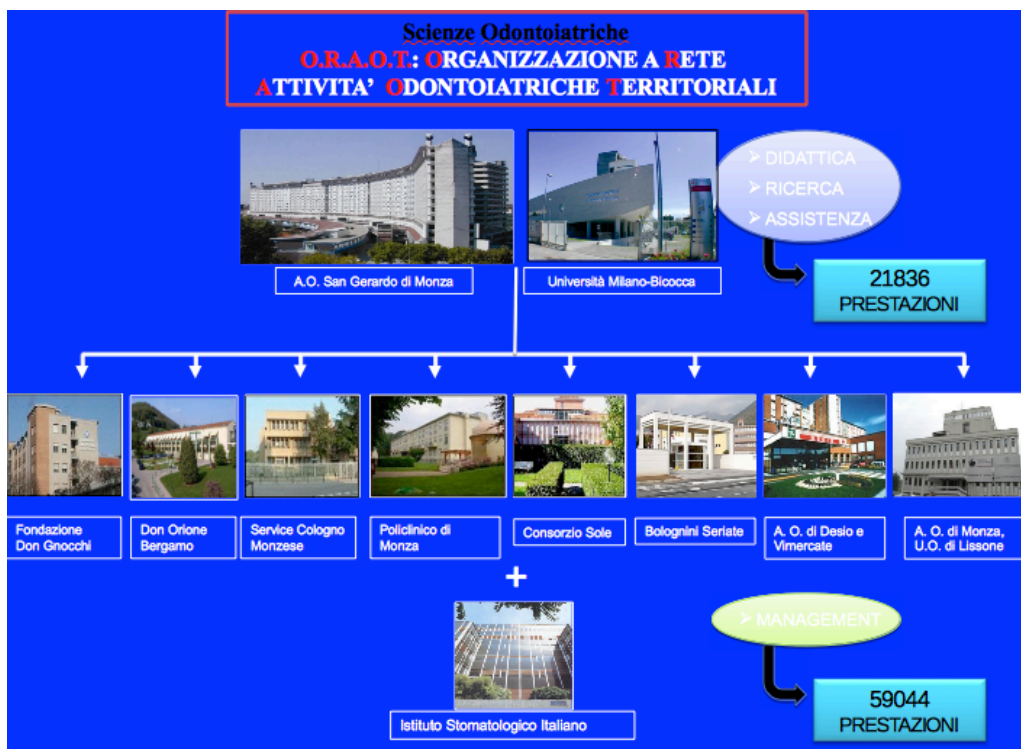 Scienze Odontoiatriche
O.R.A.O.T.: ORGANIZZAZIONE A RETE
ATTIVITA' ODONTOIATRICHE TERRITORIALI
DIDATTICA
RICERCA
ASSISTENZA
A.O. San Gerardo di Monza
Università Milano-Bicocca
21836
PRESTAZIONI
Fondazione
Don Gnocchi
Don Orione
Bergamo
Service Cologno
Monzese
Policlinico di
Monza
Consorzio Sole
Bolognini Seriate
A. O. di Desio e
Vimercate
A. O. di Monza,
U.O. di Lissone
+
MANAGEMENT
59044
PRESTAZIONI
Istituto Stomatologico Italiano